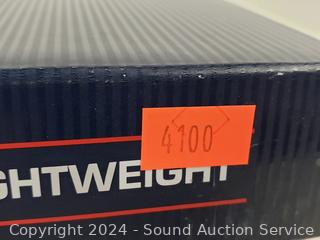 4100
GHTWEIGHT
Copyright 2024 - Sound Auction Service